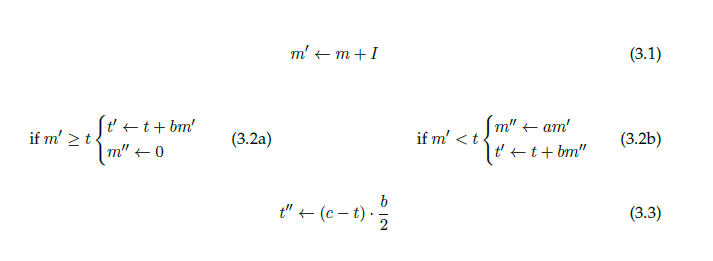 m′ ← m + I (3.1)
if m′ ≥ t { t′ ← t + bm′ m″ ← 0 (3.2a)
if m′ < t { m″ ← am′ t′ ← t + bm″ (3.2b)
t″ ← (c − t) · b/2 (3.3)